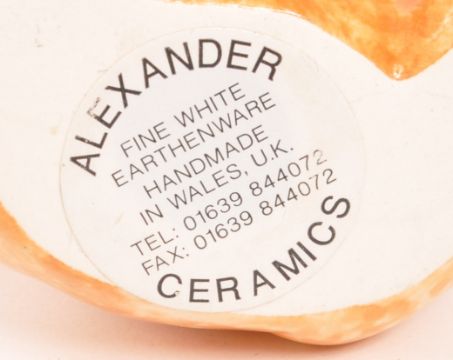 ALEXANDER
FINE WHITE
EARTHENWARE
HANDMADE
IN WALES, U.K.
TEL: 01639 844072
FAX: 01639 844072
CERAMICS